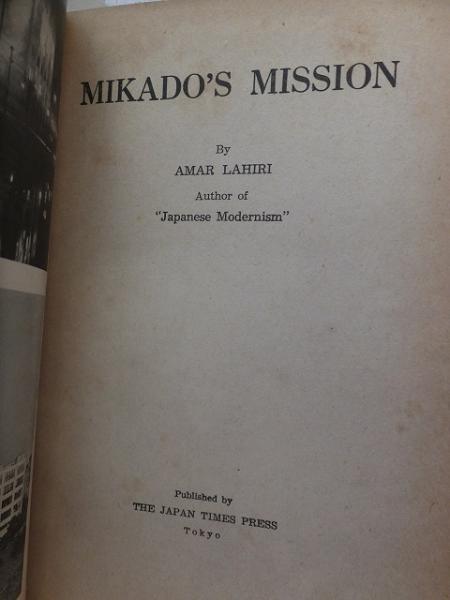 MIKADO'S MISSION
By
AMAR LAHIRI
Author of
"Japanese Modernism"
Published by
THE JAPAN TIMES PRESS
Tokyo